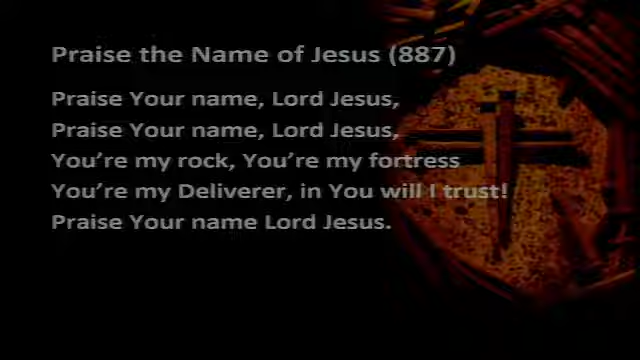 Praise the Name of Jesus (887)
Praise Your name, Lord Jesus,
Praise Your name, Lord Jesus,
You’re my rock, You’re my fortress
You’re my Deliverer, in You will I trust!
Praise Your name Lord Jesus.